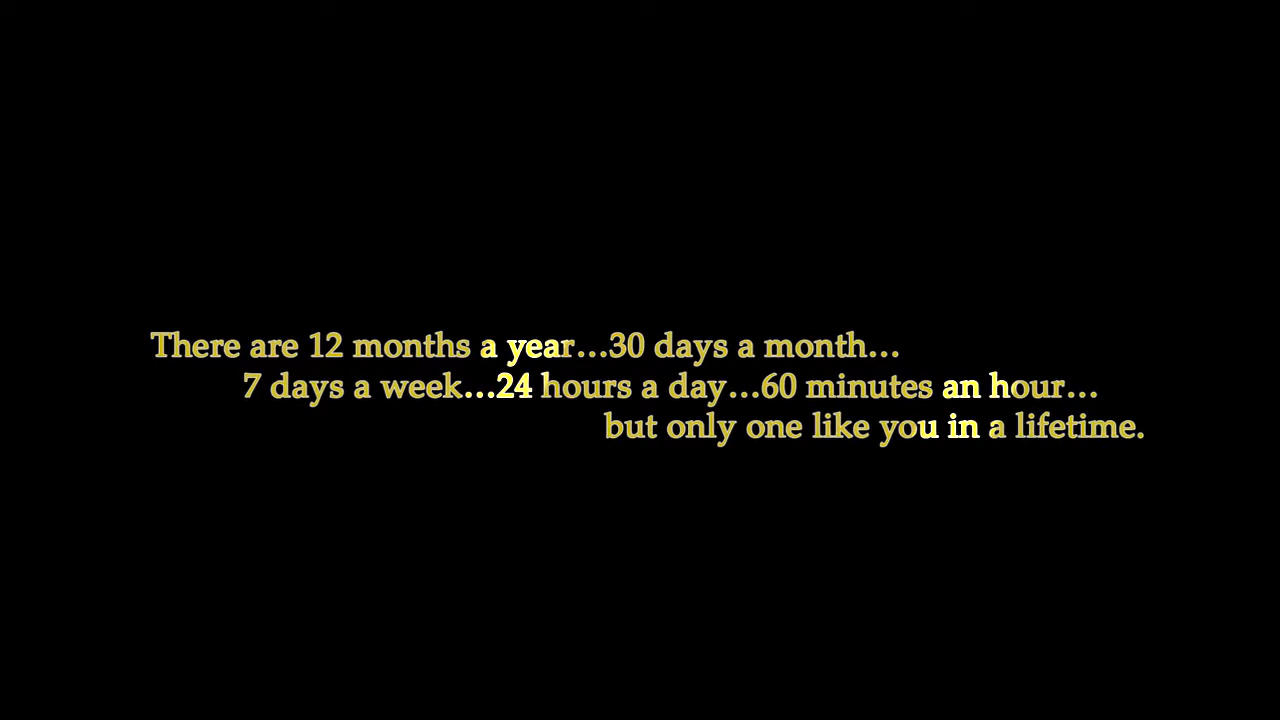 There are 12 months a year…30 days a month…
7 days a week…24 hours a day…60 minutes an hour…
but only one like you in a lifetime.